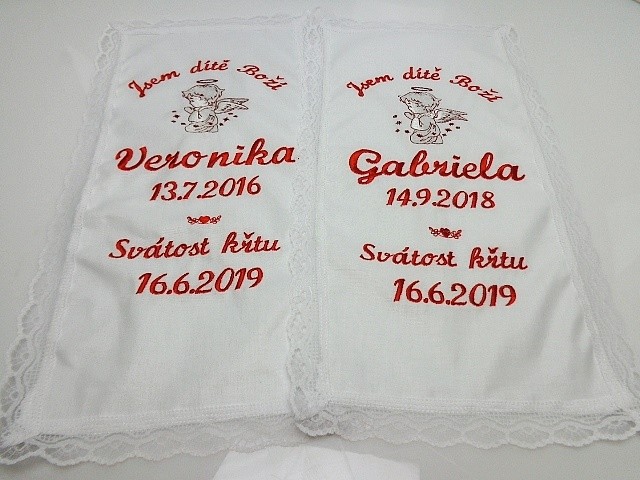 Jsem dítě Boží
Veronika
13.7.2016
Svátost křtu
16.6.2019
Jsem dítě Boží
Gabriela
14.9.2018
Svátost křtu
16.6.2019